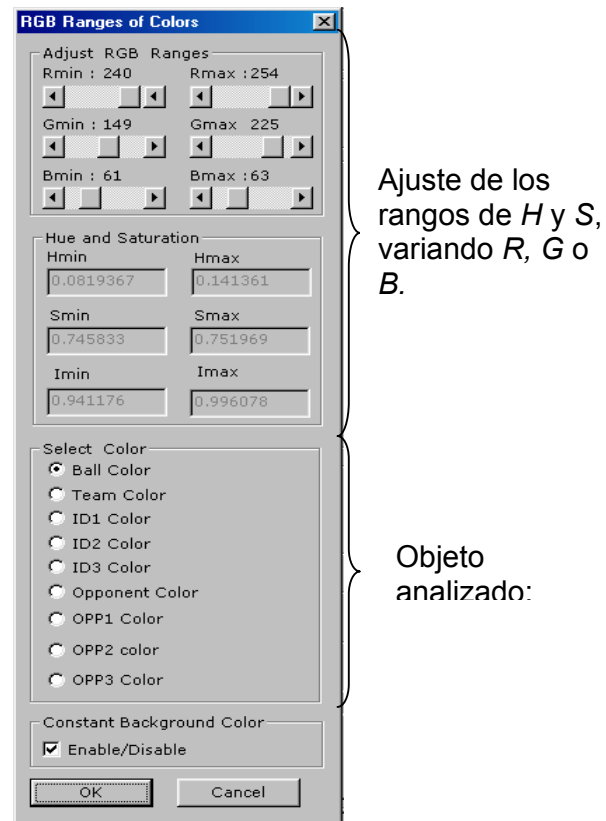 RGB Ranges of Colors
Adjust RGB Ranges
Rmin : 240 Rmax :254
Gmin : 149 Gmax 225
Bmin : 61 Bmax :63
Hue and Saturation
Hmin Hmax
0.0819367 0.141361
Smin Smax
0.745833 0.751969
Imin Imax
0.941176 0.996078
Select Color
Ball Color
Team Color
ID1 Color
ID2 Color
ID3 Color
Opponent Color
OPP1 Color
OPP2 color
OPP3 Color
Constant Background Color
Enable/Disable
OK Cancel
Ajuste de los
rangos de H y S,
variando R, G o
B.
Objeto
analizado: